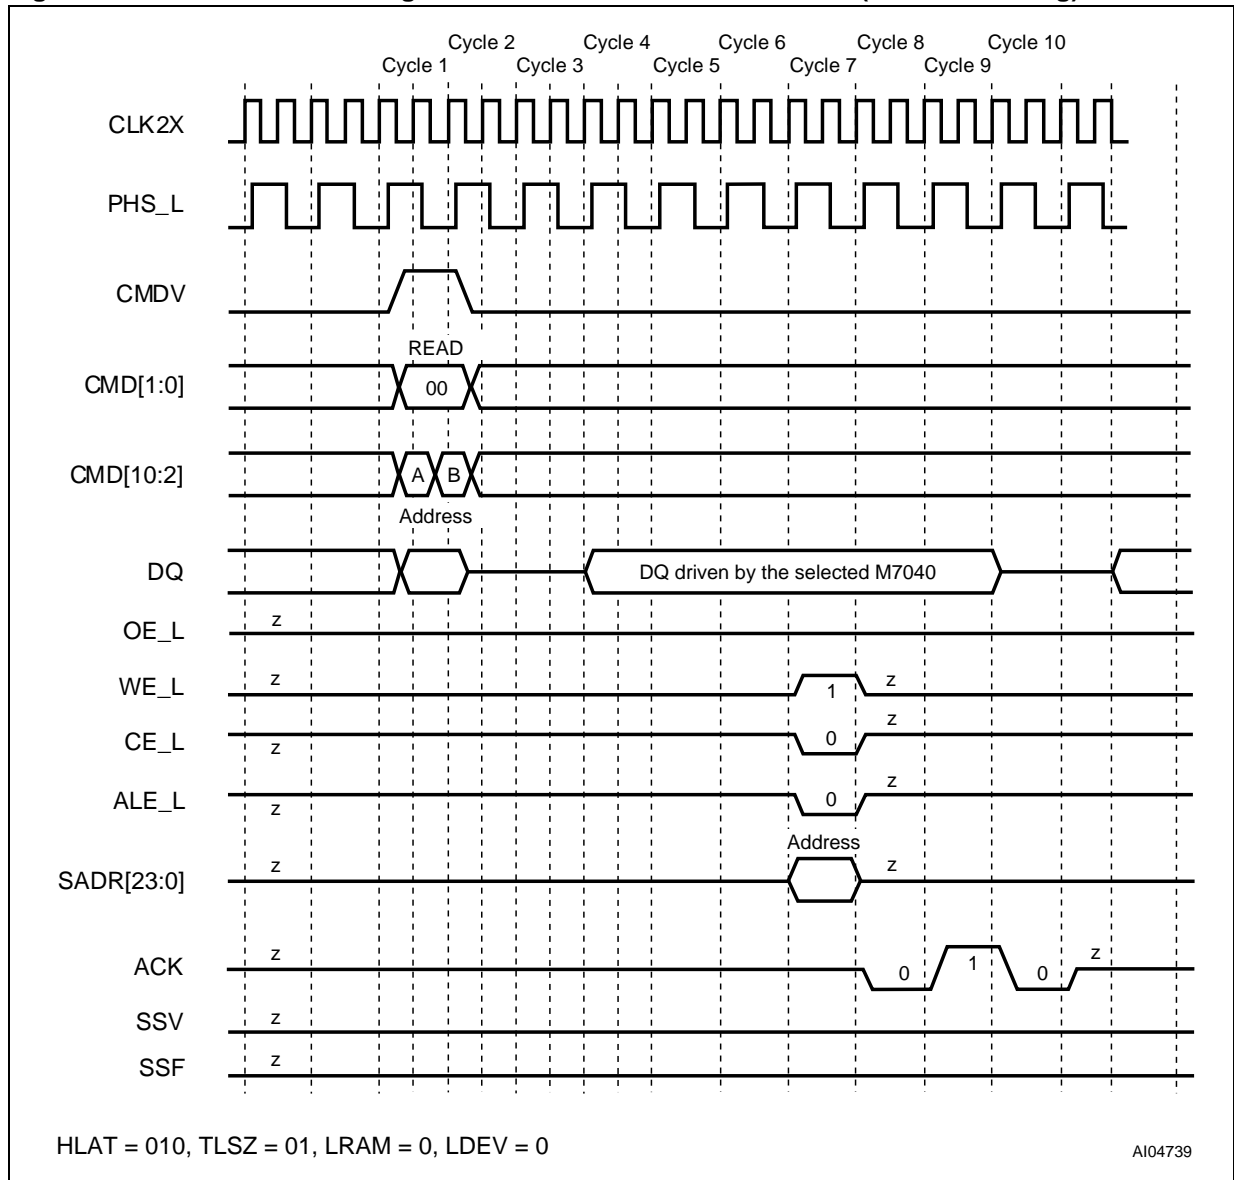 Cycle 2 Cycle 4 Cycle 6 Cycle 8 Cycle 10
Cycle 1 Cycle 3 Cycle 5 Cycle 7 Cycle 9
CLK2X
PHS_L
CMDV
READ
CMD[1:0] 00
CMD[10:2] A B
Address
DQ DQ driven by the selected M7040
OE_L z
WE_L z 1 z
CE_L z 0 z
ALE_L z 0 z
Address
SADR[23:0] z z
ACK z 0 1 0 z
SSV z
SSF z
HLAT = 010, TLSZ = 01, LRAM = 0, LDEV = 0
AI04739